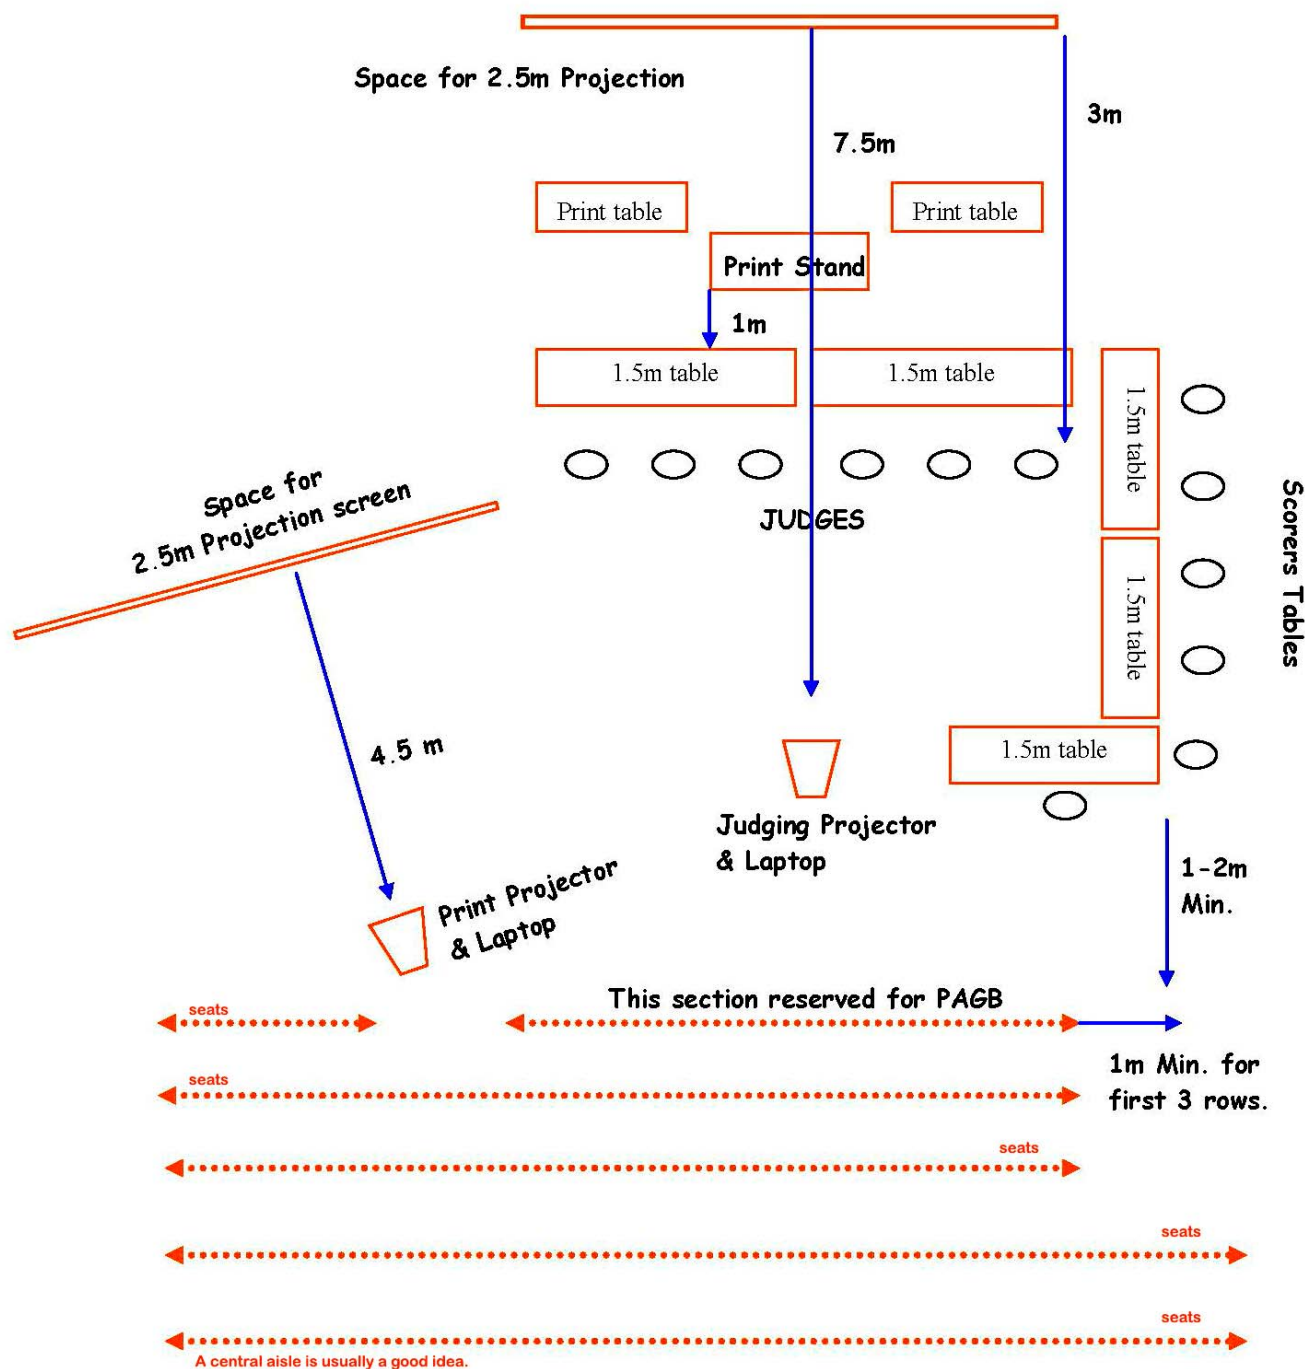 Space for 2.5m Projection
3m
7.5m
Print table
Print table
Print Stand
1m
1.5m table
1.5m table
1.5m table
Space for
2.5m Projection screen
JUDGES
Scorers Tables
1.5m table
4.5 m
1.5m table
Judging Projector
& Laptop
1-2m
Min.
Print Projector
& Laptop
This section reserved for PAGB
seats
1m Min. for
first 3 rows.
seats
seats
seats
seats
A central aisle is usually a good idea.